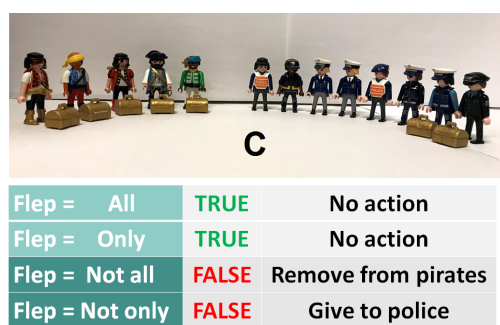 C
Flep = All TRUE No action
Flep = Only TRUE No action
Flep = Not all FALSE Remove from pirates
Flep = Not only FALSE Give to police